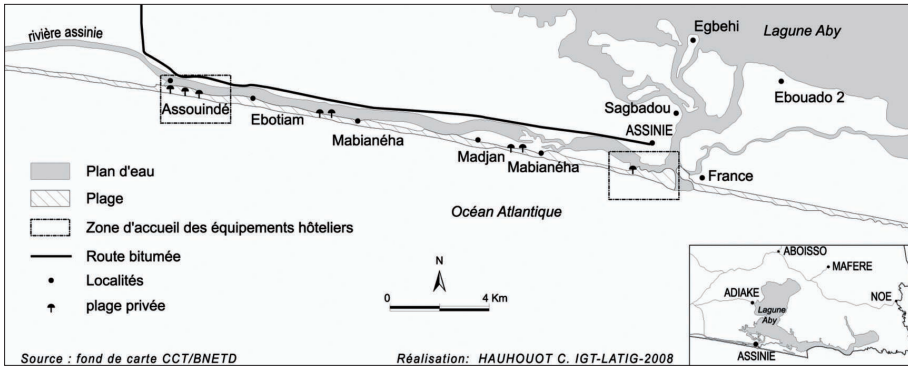 rivière assinie
Assouindé
Ebotiam
Mabianéha
Madjan
Mabianéha
Egbehi
Lagune Aby
Ebouado 2
Sagbadou
ASSINIE
France
Océan Atlantique
Plan d'eau
Plage
Zone d'accueil des équipements hôteliers
Route bitumée
Localités
plage privée
N
0 4 Km
ABOISSO
MAFERE
ADIAKE
NOE
Lagune
Aby
ASSINIE
Source : fond de carte CCT/BNETD
Réalisation: HAUHOUOT C. IGT-LATIG-2008